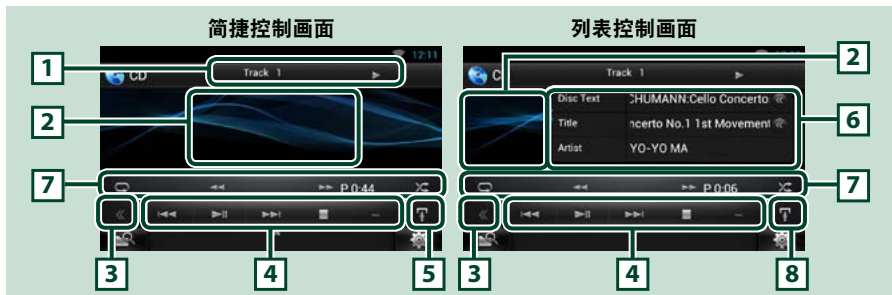 简捷控制画面
列表控制画面
12:11
1
CD
Track 1
2
3
4
5
7
P 0:44
2
C
Track 1
Disc Text
CHUMANN:Cello Concerto
Title
ncerto No.1 1st Movement
Artist
YO-YO MA
6
P 0:06
7
3
4
8